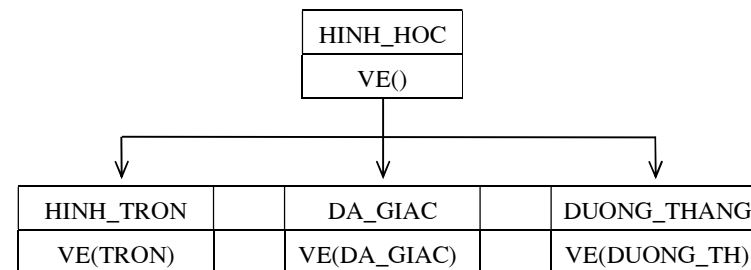 HINH_HOC
VE()
HINH_TRON DA_GIAC DUONG_THANG
VE(TRON) VE(DA_GIAC) VE(DUONG_TH)